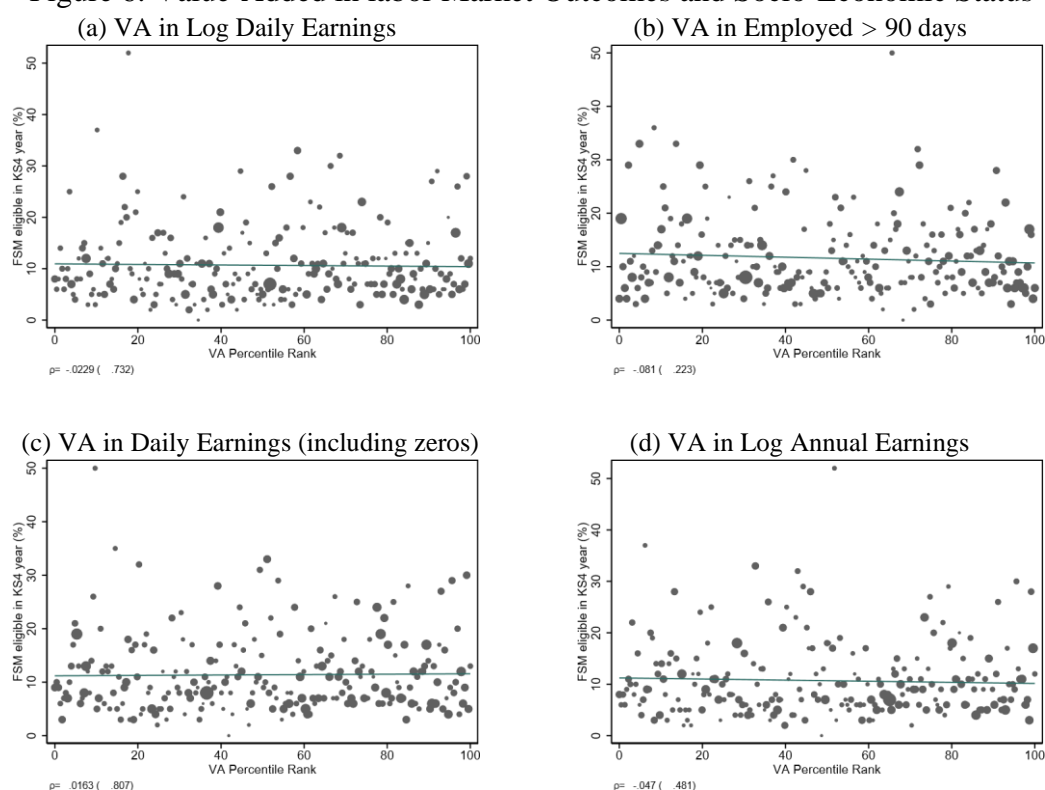 Figure Value-Added in labor Market Outcomes and Socio-Economic Status
(a) VA in Log Daily Earnings
FSM eligible in KS4 year (%)
50
40
30
20
10
0
0 20 40 60 80 100
VA Percentile Rank
ρ= -.0229 ( .732)
(b) VA in Employed > 90 days
FSM eligible in KS4 year (%)
50
40
30
20
10
0
0 20 40 60 80 100
VA Percentile Rank
ρ= -.081 ( .223)
(c) VA in Daily Earnings (including zeros)
FSM eligible in KS4 year (%)
50
40
30
20
10
0
0 20 40 60 80 100
VA Percentile Rank
ρ= .0163 ( .807)
(d) VA in Log Annual Earnings
FSM eligible in KS4 year (%)
50
40
30
20
10
0
0 20 40 60 80 100
VA Percentile Rank
ρ= -.047 ( .481)